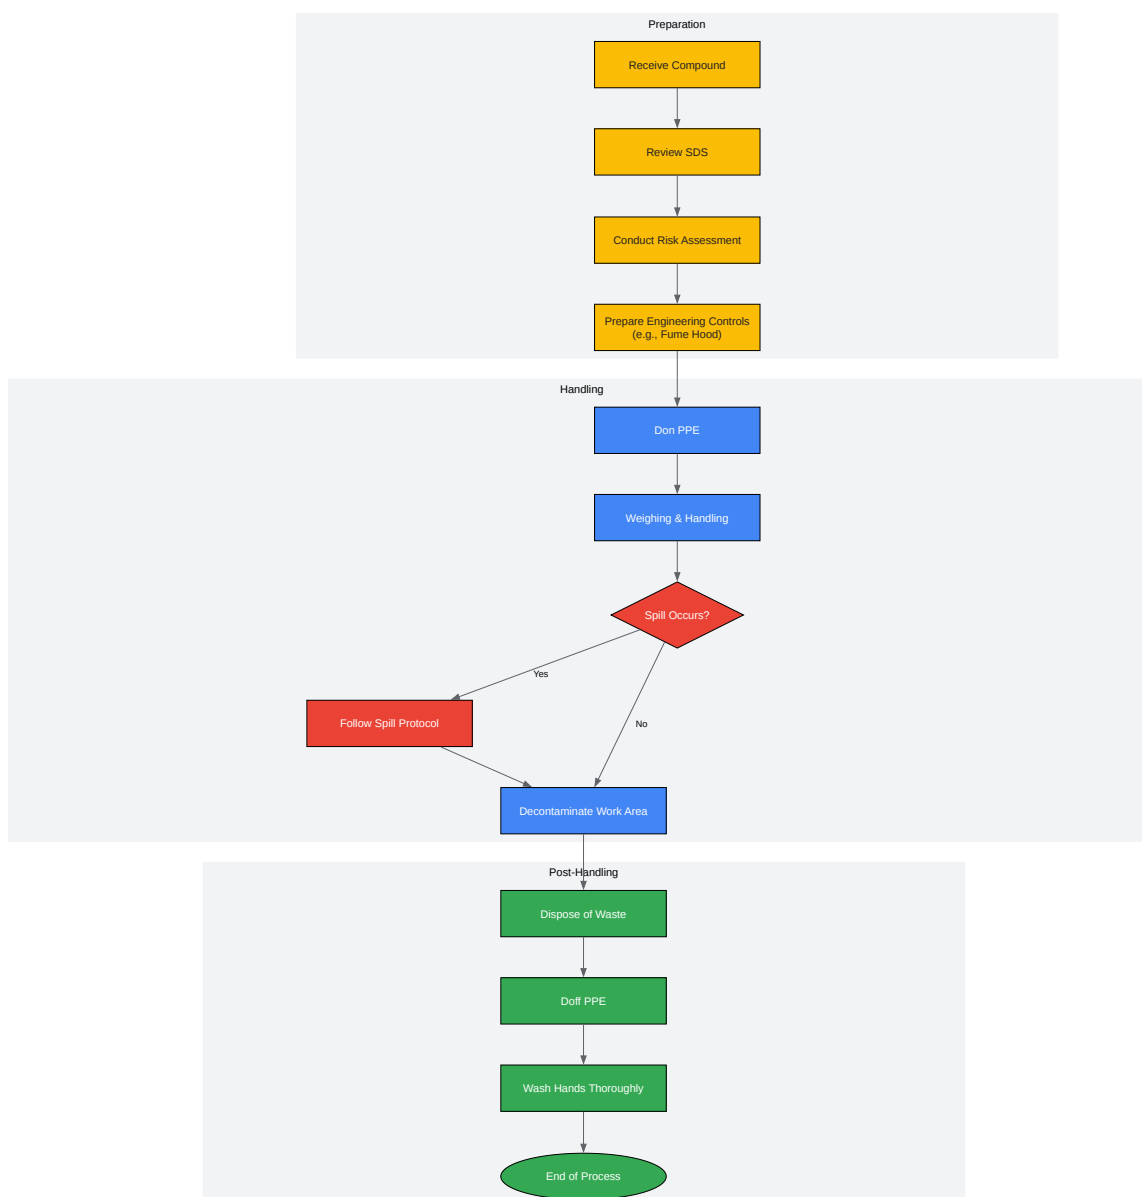 Preparation
Receive Compound
Review SDS
Conduct Risk Assessment
Prepare Engineering Controls
(e.g., Fume Hood)
Handling
Don PPE
Weighing & Handling
Spill Occurs?
Yes
Follow Spill Protocol
No
Decontaminate Work Area
Post-Handling
Dispose of Waste
Doff PPE
Wash Hands Thoroughly
End of Process